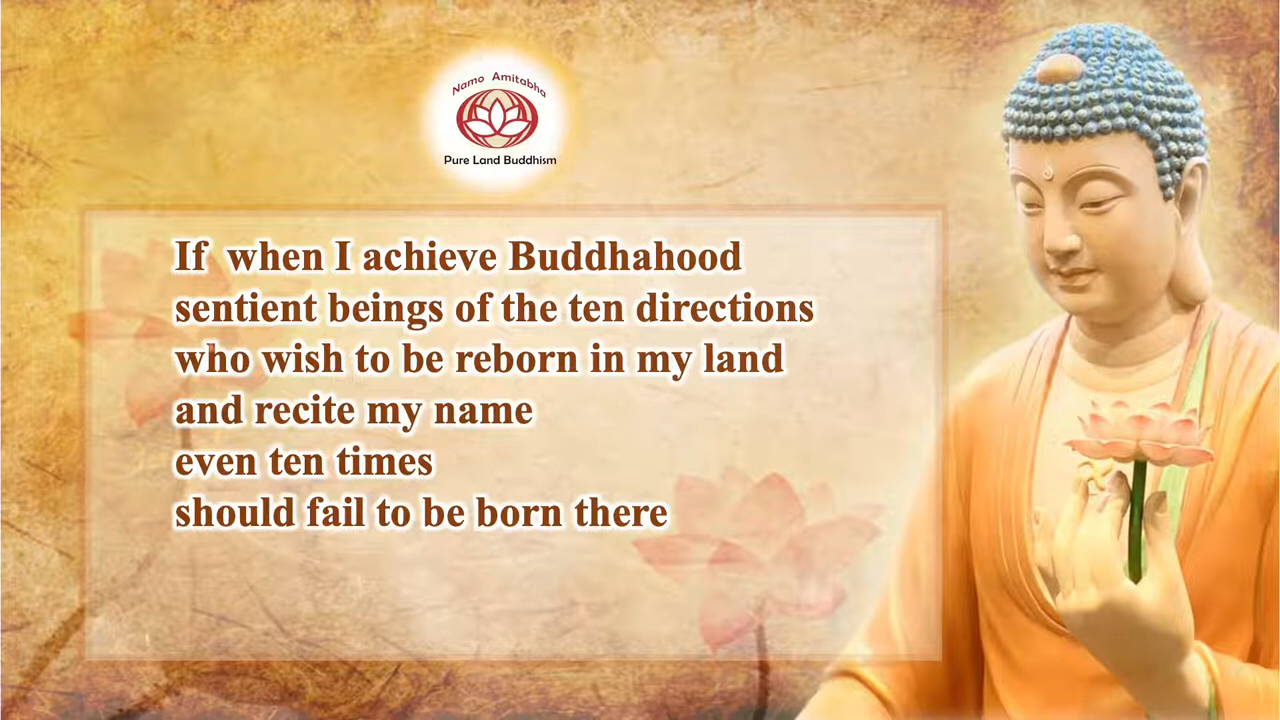 Namo Amitabha
Pure Land Buddhism
If when I achieve Buddhahood
sentient beings of the ten directions
who wish to be reborn in my land
and recite my name
even ten times
should fail to be born there